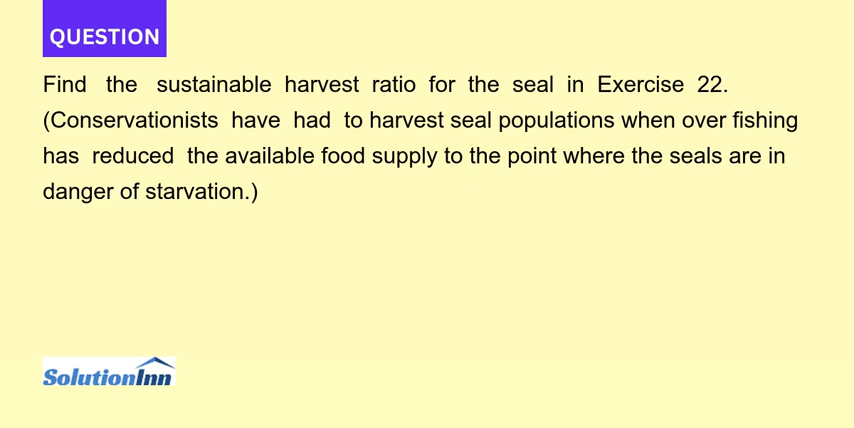 QUESTION
Find the sustainable harvest ratio for the seal in Exercise 22.
(Conservationists have had to harvest seal populations when over fishing
has reduced the available food supply to the point where the seals are in
danger of starvation.)
SolutionInn